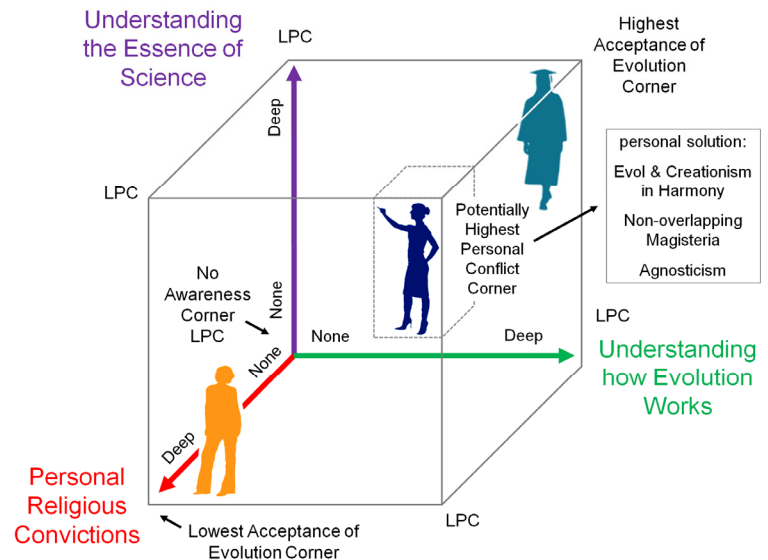 Understanding
the Essence of
Science
LPC
Highest
Acceptance of
Evolution
Corner
Deep
personal solution:
Evol & Creationism
in Harmony
Non-overlapping
Magisteria
Agnosticism
LPC
Potentially
Highest
Personal
Conflict
Corner
No
Awareness
Corner
LPC
None
None
None
Deep
LPC
Understanding
how Evolution
Works
Deep
Personal
Religious
Convictions
LPC
Lowest Acceptance of
Evolution Corner